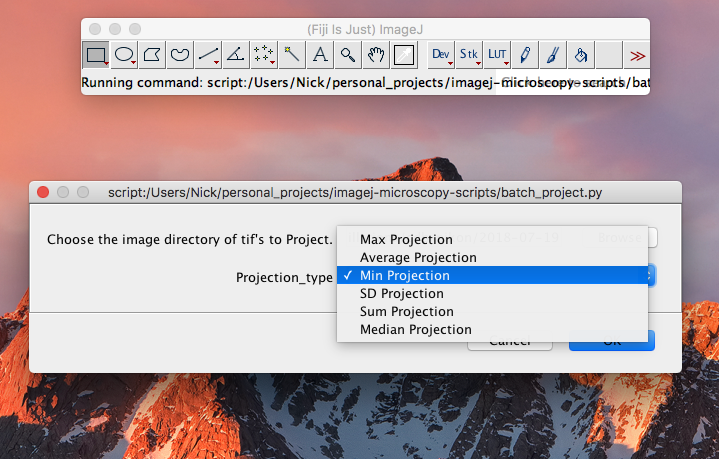 (Fiji Is Just) ImageJ
Dev Stk LUT
Running command: script:/Users/Nick/personal_projects/imagej-microscopy-scripts/bat
script:/Users/Nick/personal_projects/imagej-microscopy-scripts/batch_project.py
Choose the image directory of tif's to Project.
Projection_type
Max Projection
Average Projection
✓ Min Projection
SD Projection
Sum Projection
Median Projection
Cancel OK